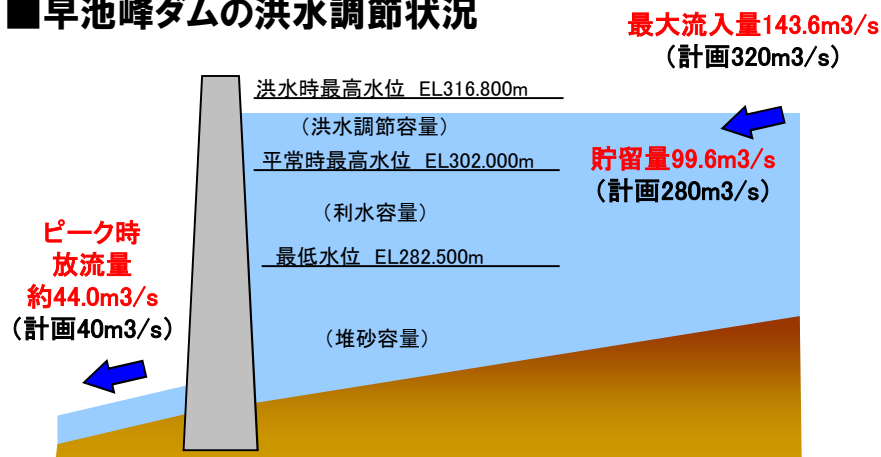 ■早池峰ダムの洪水調節状況
最大流入量143.6m3/s
（計画320m3/s）
洪水時最高水位 EL316.800m
（洪水調節容量）
平常時最高水位 EL302.000m
貯留量99.6m3/s
（計画280m3/s）
（利水容量）
ピーク時
放流量
約44.0m3/s
（計画40m3/s）
最低水位 EL282.500m
（堆砂容量）